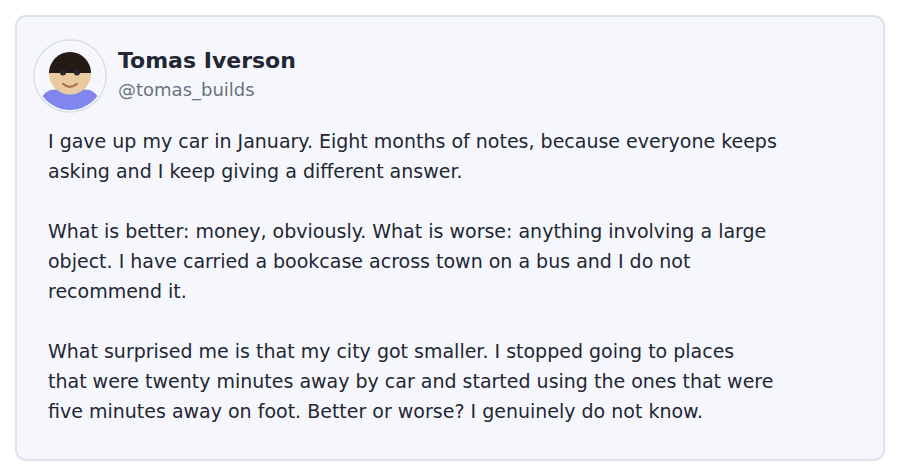 Tomas Iverson
@tomas_builds
I gave up my car in January. Eight months of notes, because everyone keeps
asking and I keep giving a different answer.
What is better: money, obviously. What is worse: anything involving a large
object. I have carried a bookcase across town on a bus and I do not
recommend it.
What surprised me is that my city got smaller. I stopped going to places
that were twenty minutes away by car and started using the ones that were
five minutes away on foot. Better or worse? I genuinely do not know.